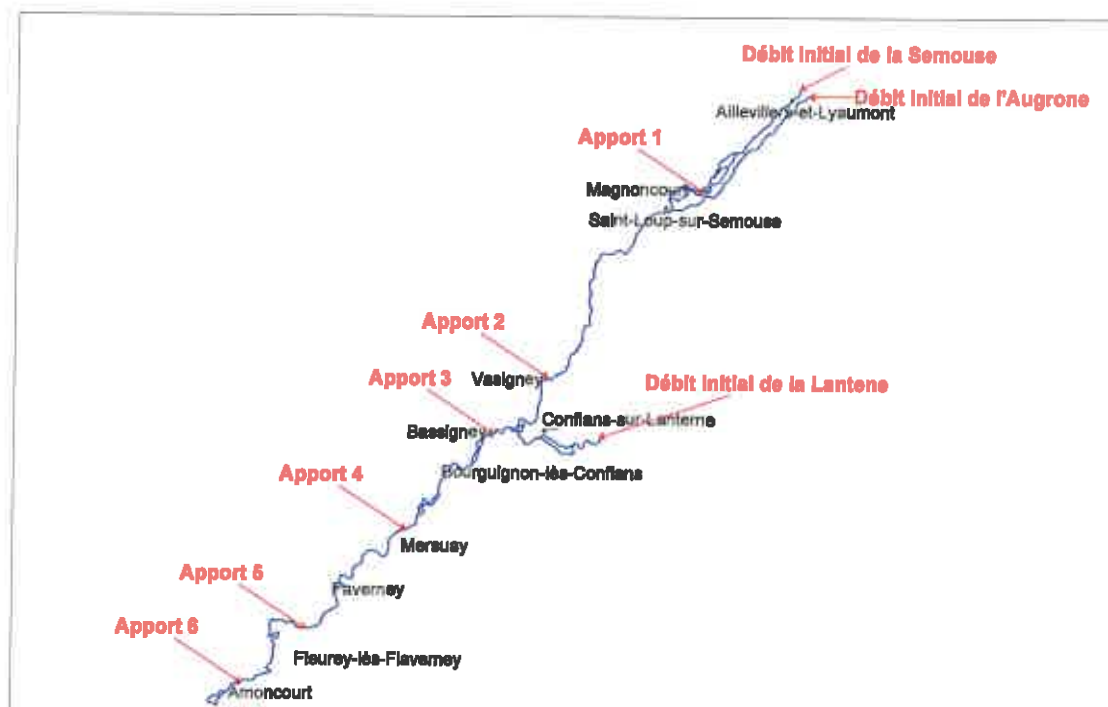 Débit initial de la Semouse
Débit initial de l'Augrone
Aillevillers-et-Lyaumont
Apport 1
Magnoncourt
Saint-Loup-sur-Semouse
Apport 2
Vasigney
Apport 3
Débit initial de la Lantene
Conflans-sur-Lanterne
Bassigney
Bourguignon-lès-Conflans
Apport 4
Mersuay
Apport 5
Faverney
Apport 6
Fleurey-lès-Flaverney
Amoncourt